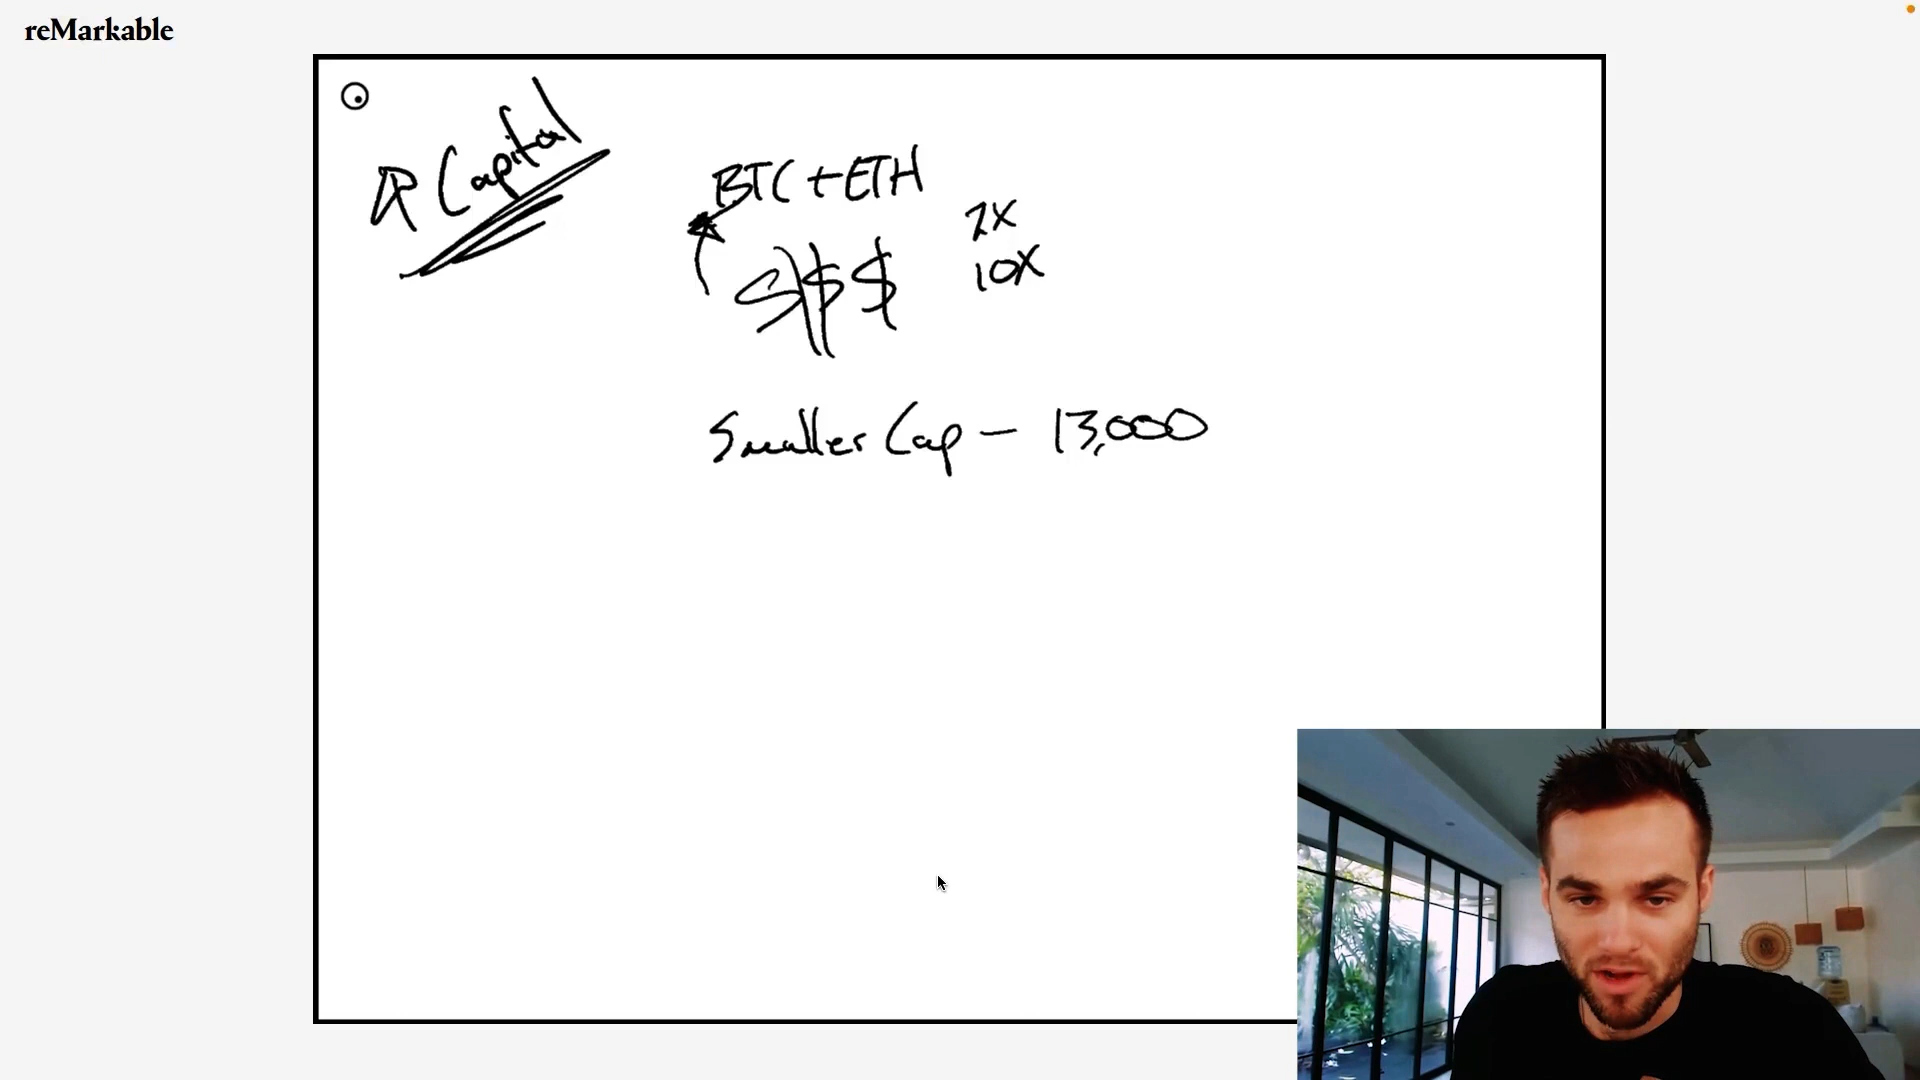 reMarkable
R Capital
BTC + ETH
2X
$$$
10X
Smaller Cap - 13,000